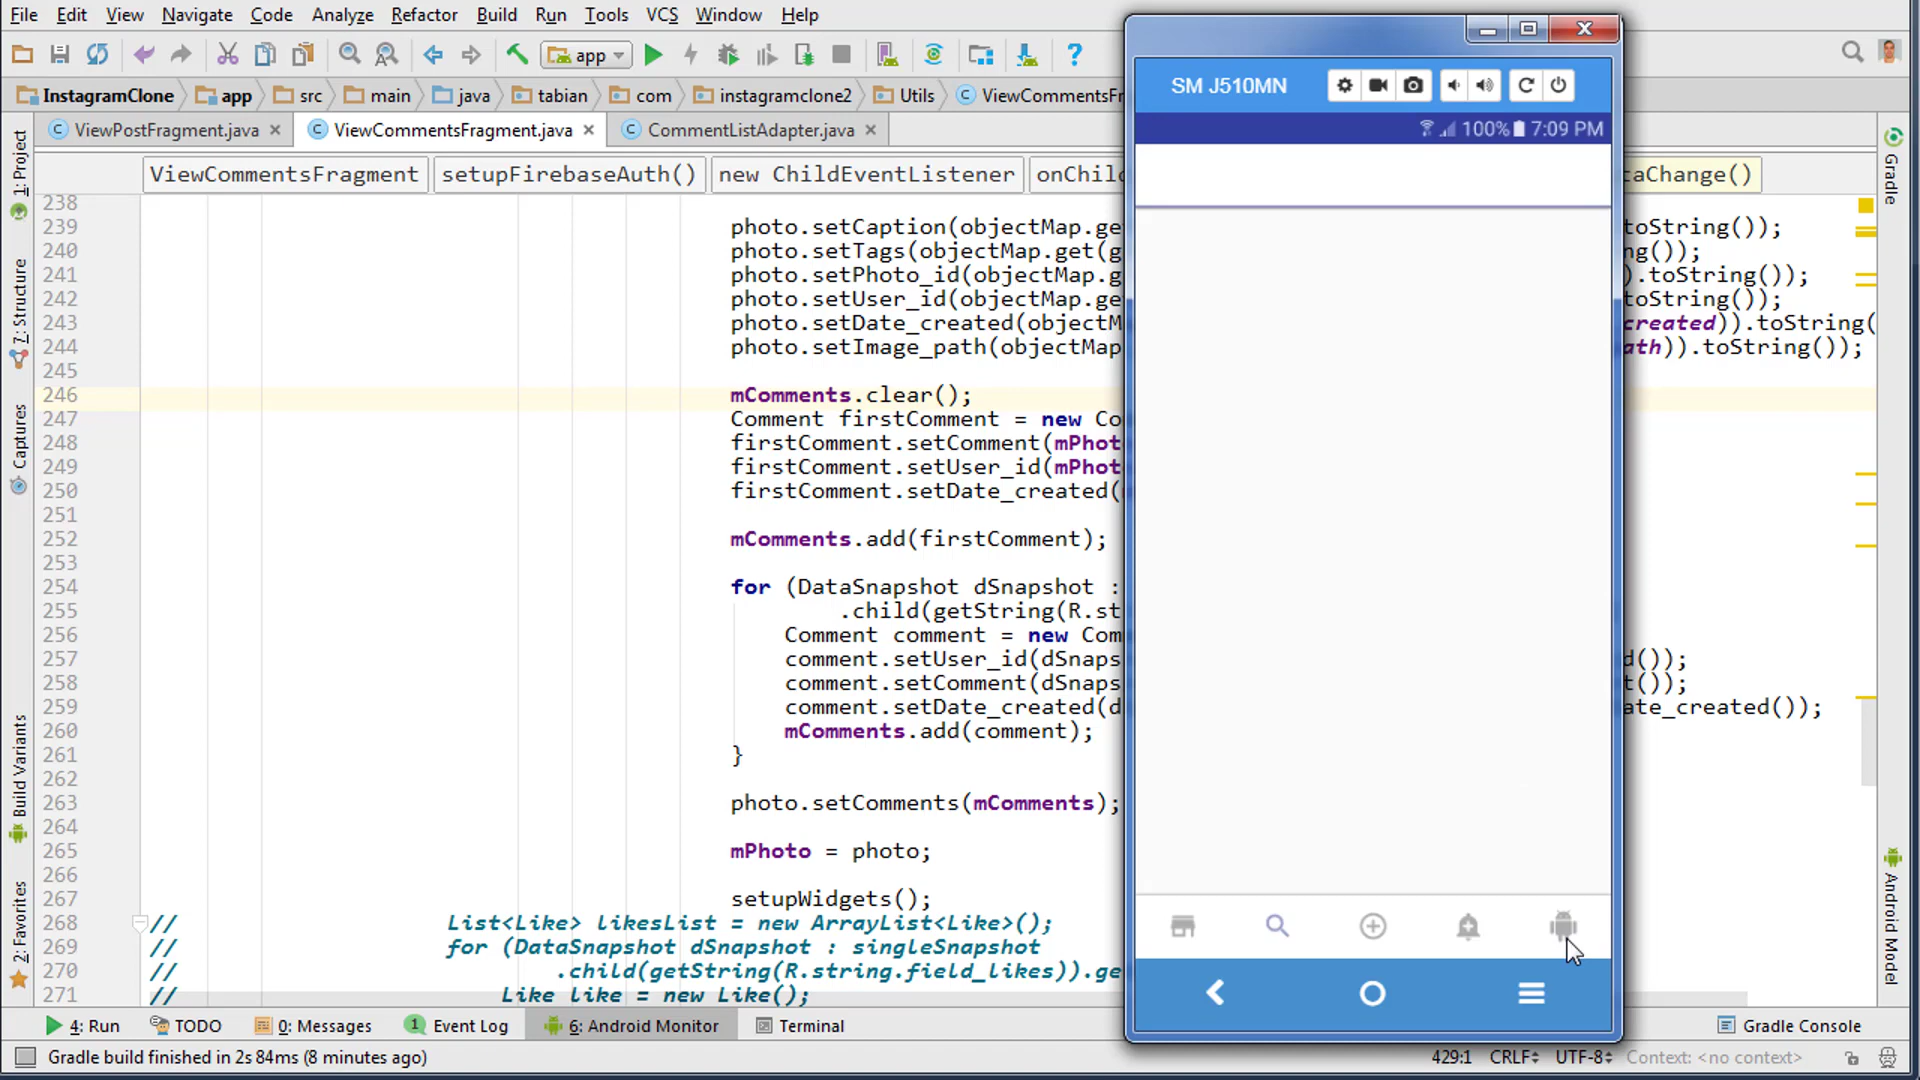 File Edit View Navigate Code Analyze Refactor Build Run Tools VCS Window Help
app
InstagramClone app src main java tabian com instagramclone2 Utils ViewCommentsFr
ViewPostFragment.java ViewCommentsFragment.java CommentListAdapter.java
ViewCommentsFragment setupFirebaseAuth() new ChildEventListener onChil taChange()
238
239 photo.setCaption(objectMap.ge toString());
240 photo.setTags(objectMap.get(g ng());
241 photo.setPhoto_id(objectMap.g ).toString());
242 photo.setUser_id(objectMap.ge toString());
243 photo.setDate_created(objectM created)).toString(
244 photo.setImage_path(objectMap ath)).toString());
245
246 mComments.clear();
247 Comment firstComment = new Co
248 firstComment.setComment(mPhot
249 firstComment.setUser_id(mPhot
250 firstComment.setDate_created(
251
252 mComments.add(firstComment);
253
254 for (DataSnapshot dSnapshot :
255 .child(getString(R.st
256 Comment comment = new Com
257 comment.setUser_id(dSnaps d());
258 comment.setComment(dSnaps t());
259 comment.setDate_created(d ate_created());
260 mComments.add(comment);
261 }
262
263 photo.setComments(mComments);
264
265 mPhoto = photo;
266
267 setupWidgets();
268 // List<Like> likesList = new ArrayList<Like>();
269 // for (DataSnapshot dSnapshot : singleSnapshot
270 // .child(getString(R.string.field_likes)).ge
271 // Like like = new Like();
1: Project
7: Structure
Captures
Build Variants
2: Favorites
SM J510MN
100% 7:09 PM
Gradle
Android Model
4: Run TODO 0: Messages 1 Event Log 6: Android Monitor Terminal Gradle Console
Gradle build finished in 2s 84ms (8 minutes ago) 429:1 CRLF UTF-8 Context: <no context>